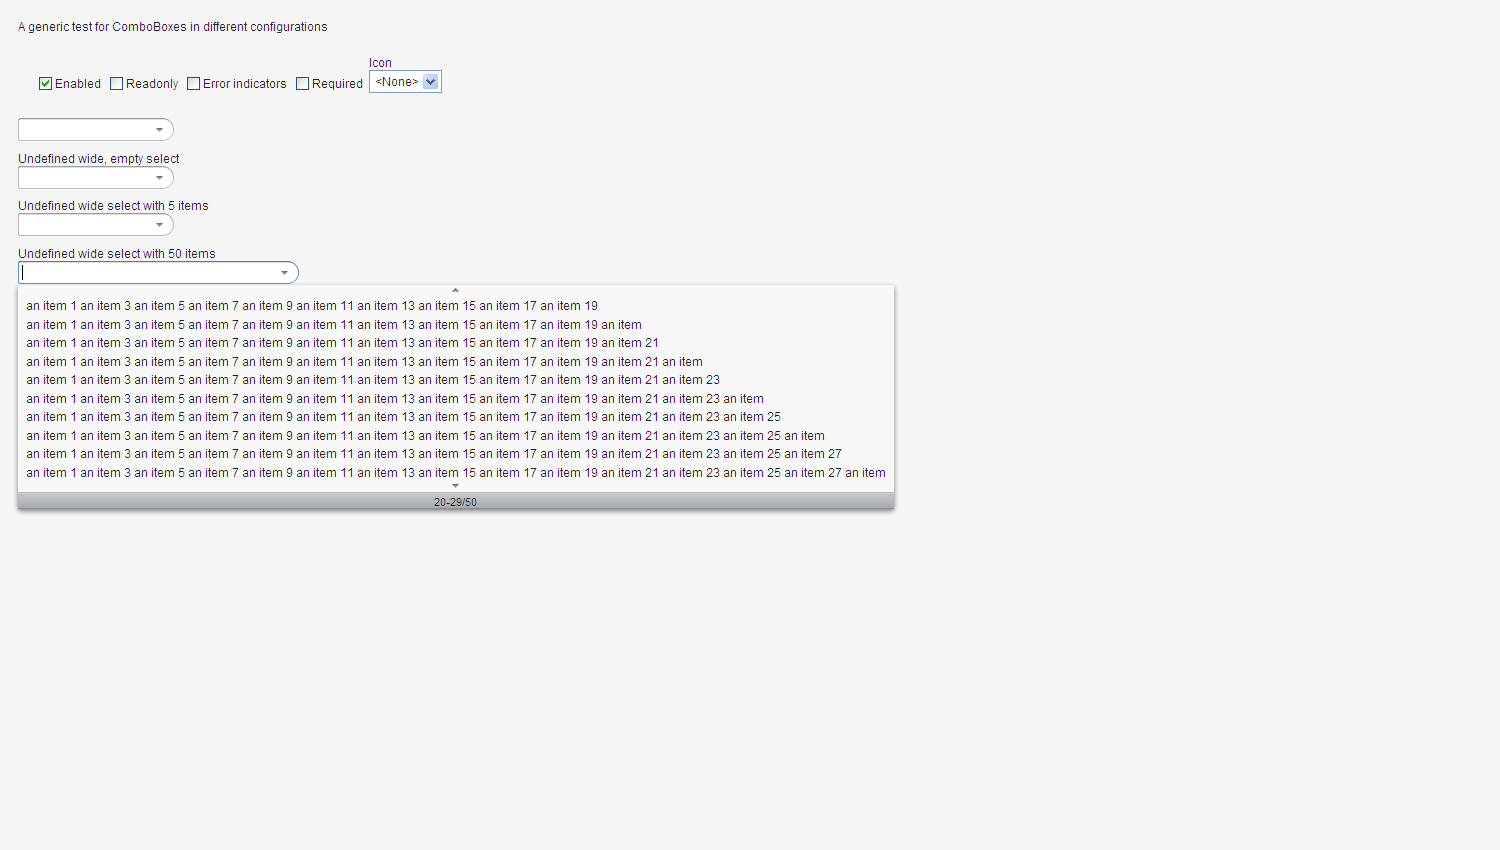 A generic test for ComboBoxes in different configurations
Icon
Enabled Readonly Error indicators Required <None>
Undefined wide, empty select
Undefined wide select with 5 items
Undefined wide select with 50 items
an item 1 an item 3 an item 5 an item 7 an item 9 an item 11 an item 13 an item 15 an item 17 an item 19
an item 1 an item 3 an item 5 an item 7 an item 9 an item 11 an item 13 an item 15 an item 17 an item 19 an item
an item 1 an item 3 an item 5 an item 7 an item 9 an item 11 an item 13 an item 15 an item 17 an item 19 an item 21
an item 1 an item 3 an item 5 an item 7 an item 9 an item 11 an item 13 an item 15 an item 17 an item 19 an item 21 an item
an item 1 an item 3 an item 5 an item 7 an item 9 an item 11 an item 13 an item 15 an item 17 an item 19 an item 21 an item 23
an item 1 an item 3 an item 5 an item 7 an item 9 an item 11 an item 13 an item 15 an item 17 an item 19 an item 21 an item 23 an item
an item 1 an item 3 an item 5 an item 7 an item 9 an item 11 an item 13 an item 15 an item 17 an item 19 an item 21 an item 23 an item 25
an item 1 an item 3 an item 5 an item 7 an item 9 an item 11 an item 13 an item 15 an item 17 an item 19 an item 21 an item 23 an item 25 an item
an item 1 an item 3 an item 5 an item 7 an item 9 an item 11 an item 13 an item 15 an item 17 an item 19 an item 21 an item 23 an item 25 an item 27
an item 1 an item 3 an item 5 an item 7 an item 9 an item 11 an item 13 an item 15 an item 17 an item 19 an item 21 an item 23 an item 25 an item 27 an item
20-29/50